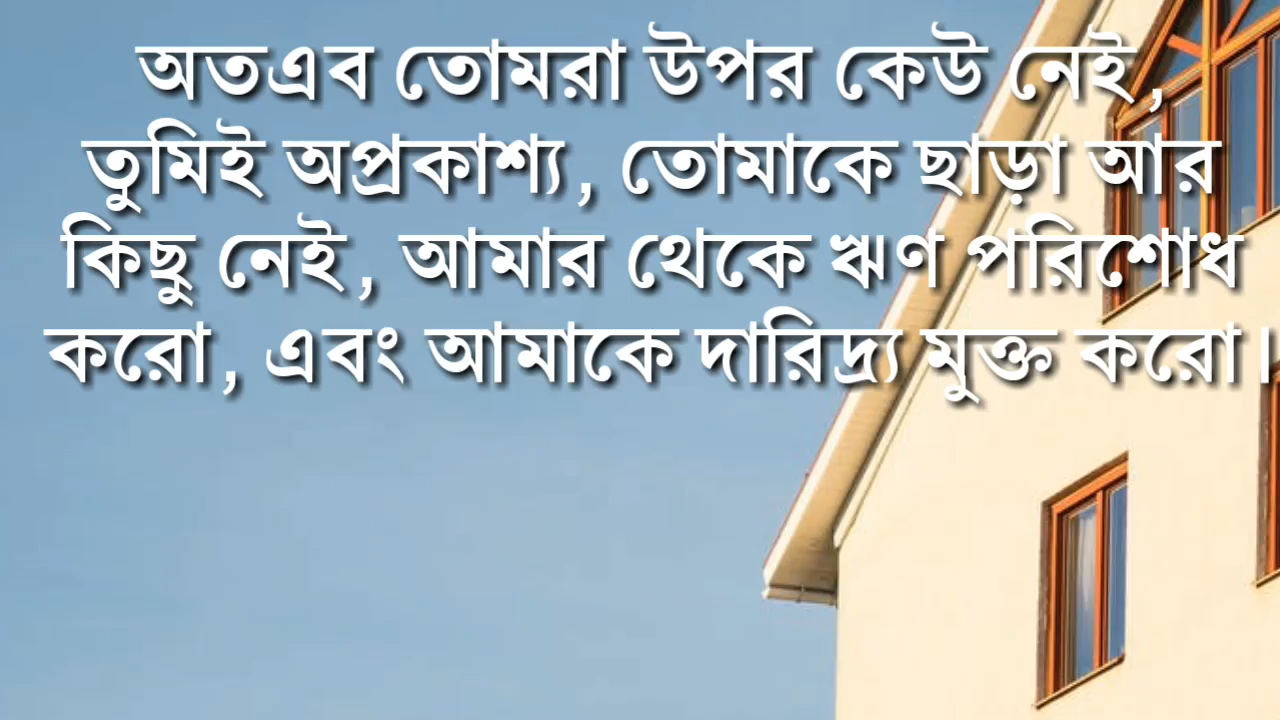 অতএব তোমরা উপর কেউ নেই,
তুমিই অপ্রকাশ্য, তোমাকে ছাড়া আর
কিছু নেই, আমার থেকে ঋণ পরিশোধ
করো, এবং আমাকে দারিদ্র্য মুক্ত করো।